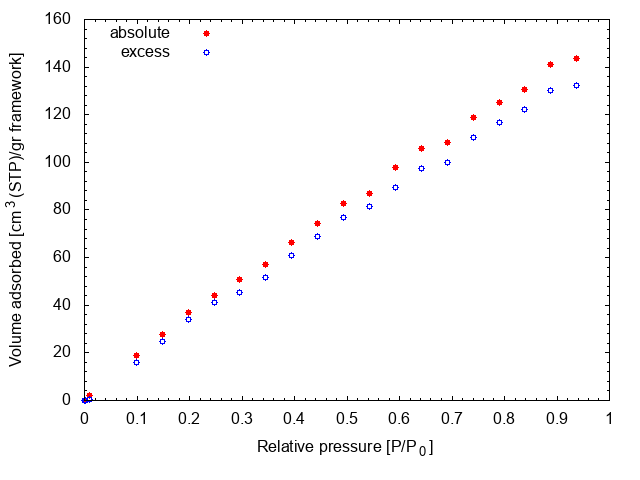 absolute
excess
160
140
120
100
80
60
40
20
0
0 0.1 0.2 0.3 0.4 0.5 0.6 0.7 0.8 0.9 1
Volume adsorbed [cm³ (STP)/gr framework]
Relative pressure [P/P₀]